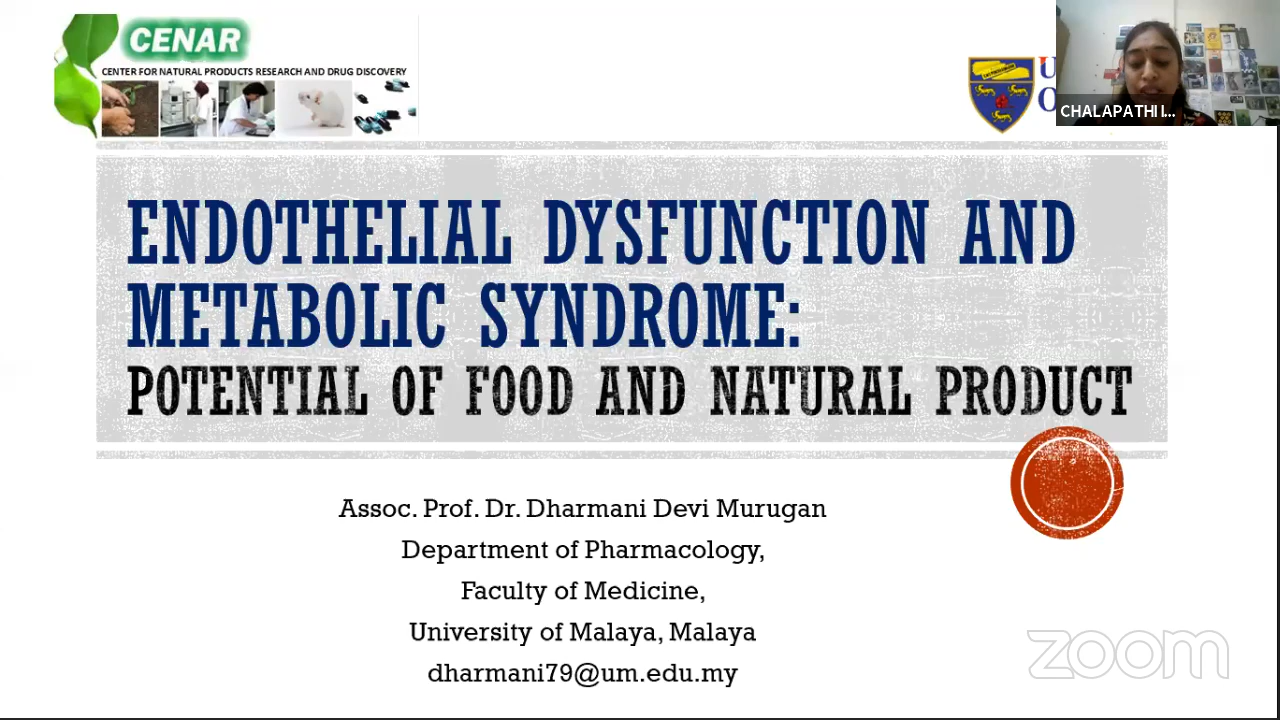 CENAR
CENTER FOR NATURAL PRODUCTS RESEARCH AND DRUG DISCOVERY
U
O
CHALAPATHI I...
ENDOTHELIAL DYSFUNCTION AND
METABOLIC SYNDROME:
POTENTIAL OF FOOD AND NATURAL PRODUCT
Assoc. Prof. Dr. Dharmani Devi Murugan
Department of Pharmacology,
Faculty of Medicine,
University of Malaya, Malaya
dharmani79@um.edu.my
zoom